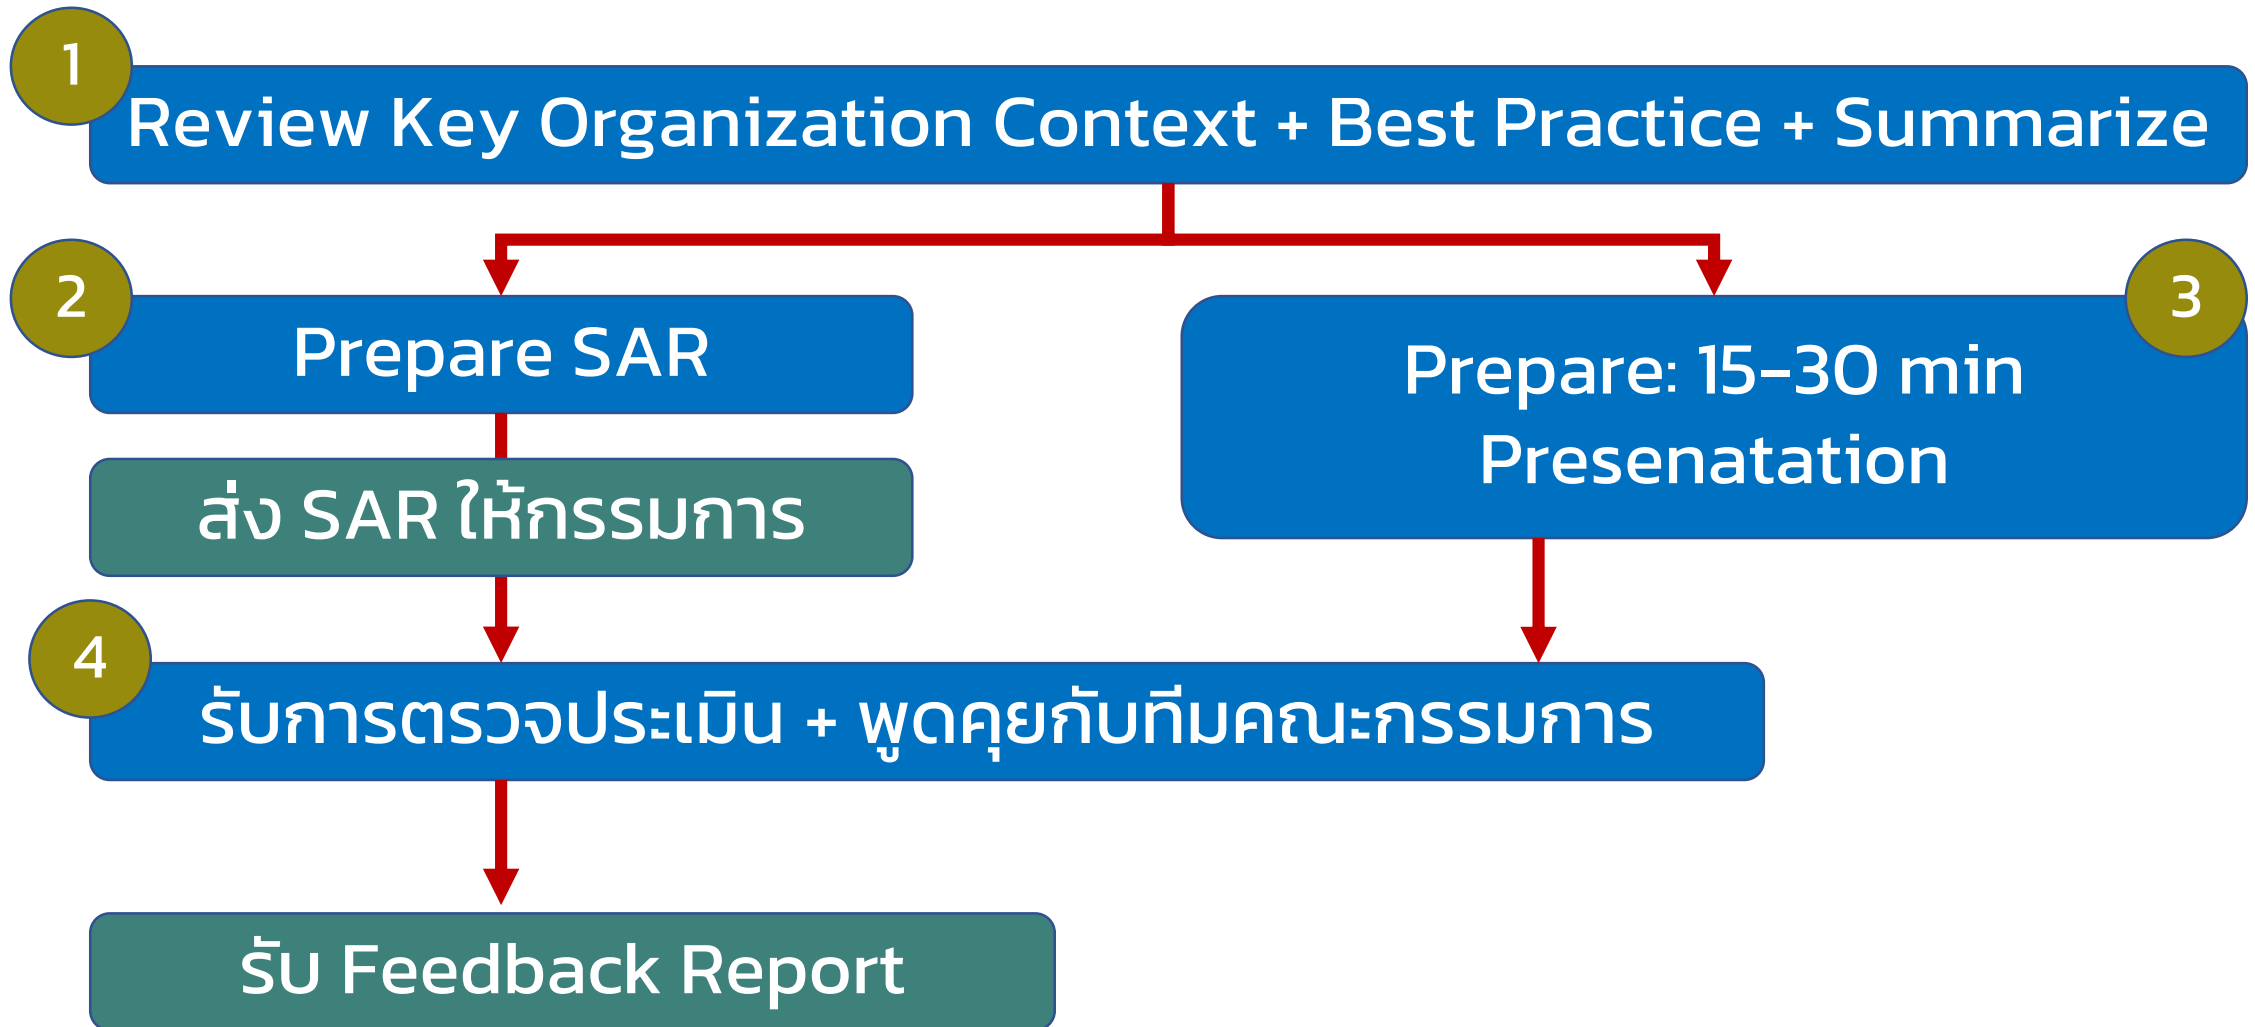 1
Review Key Organization Context + Best Practice + Summarize
2
Prepare SAR
3
Prepare: 15-30 min
Presenatation
ส่ง SAR ให้กรรมการ
4
รับการตรวจประเมิน + พูดคุยกับทีมคณะกรรมการ
รับ Feedback Report